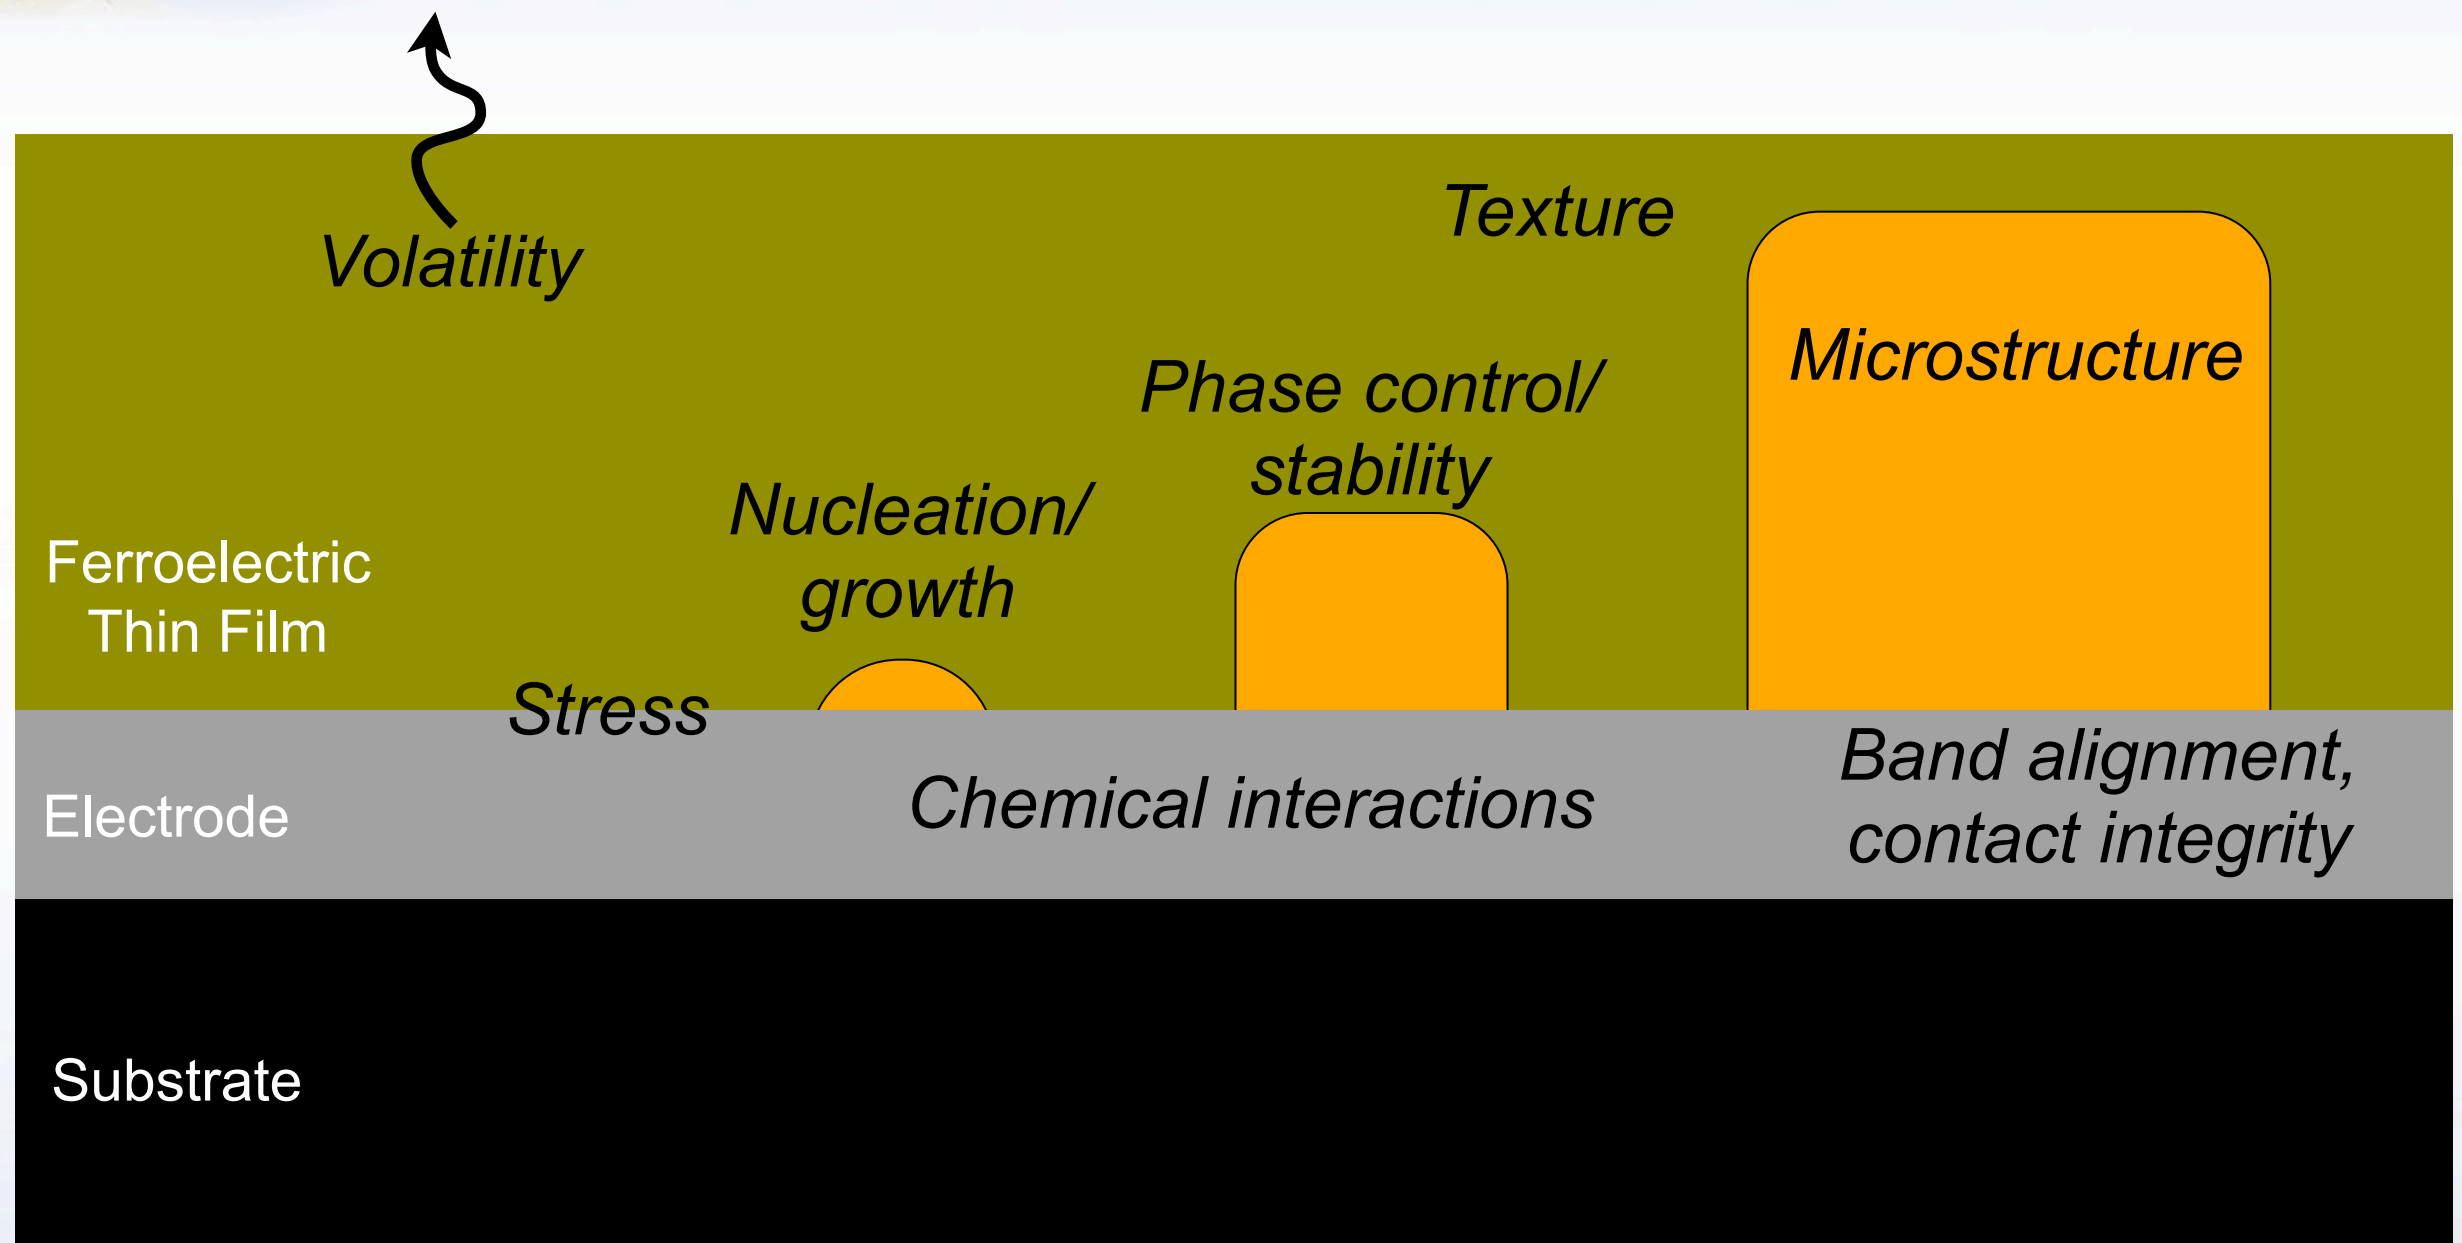 Volatility
Texture
Microstructure
Phase control/
stability
Nucleation/
growth
Ferroelectric
Thin Film
Stress
Electrode
Chemical interactions
Band alignment,
contact integrity
Substrate